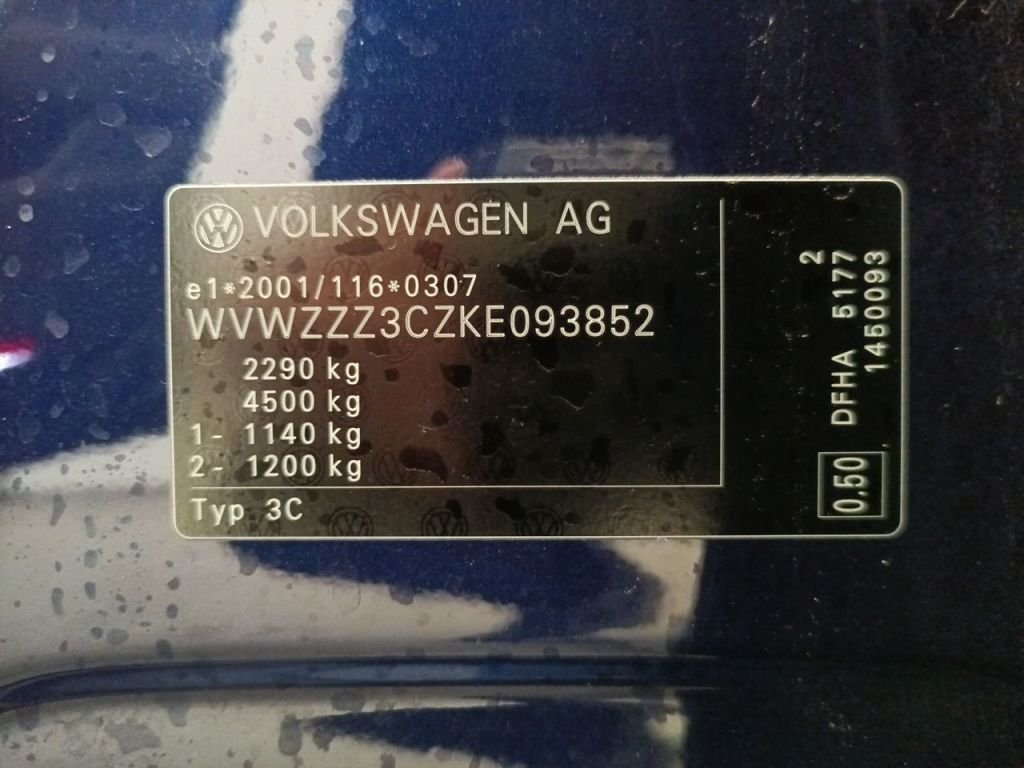 VOLKSWAGEN AG
e1*2001/116*0307
WVWZZZ3CZKE093852
2290 kg
4500 kg
1- 1140 kg
2- 1200 kg
Typ 3C
2
DFHA 5177
1450093
0.50